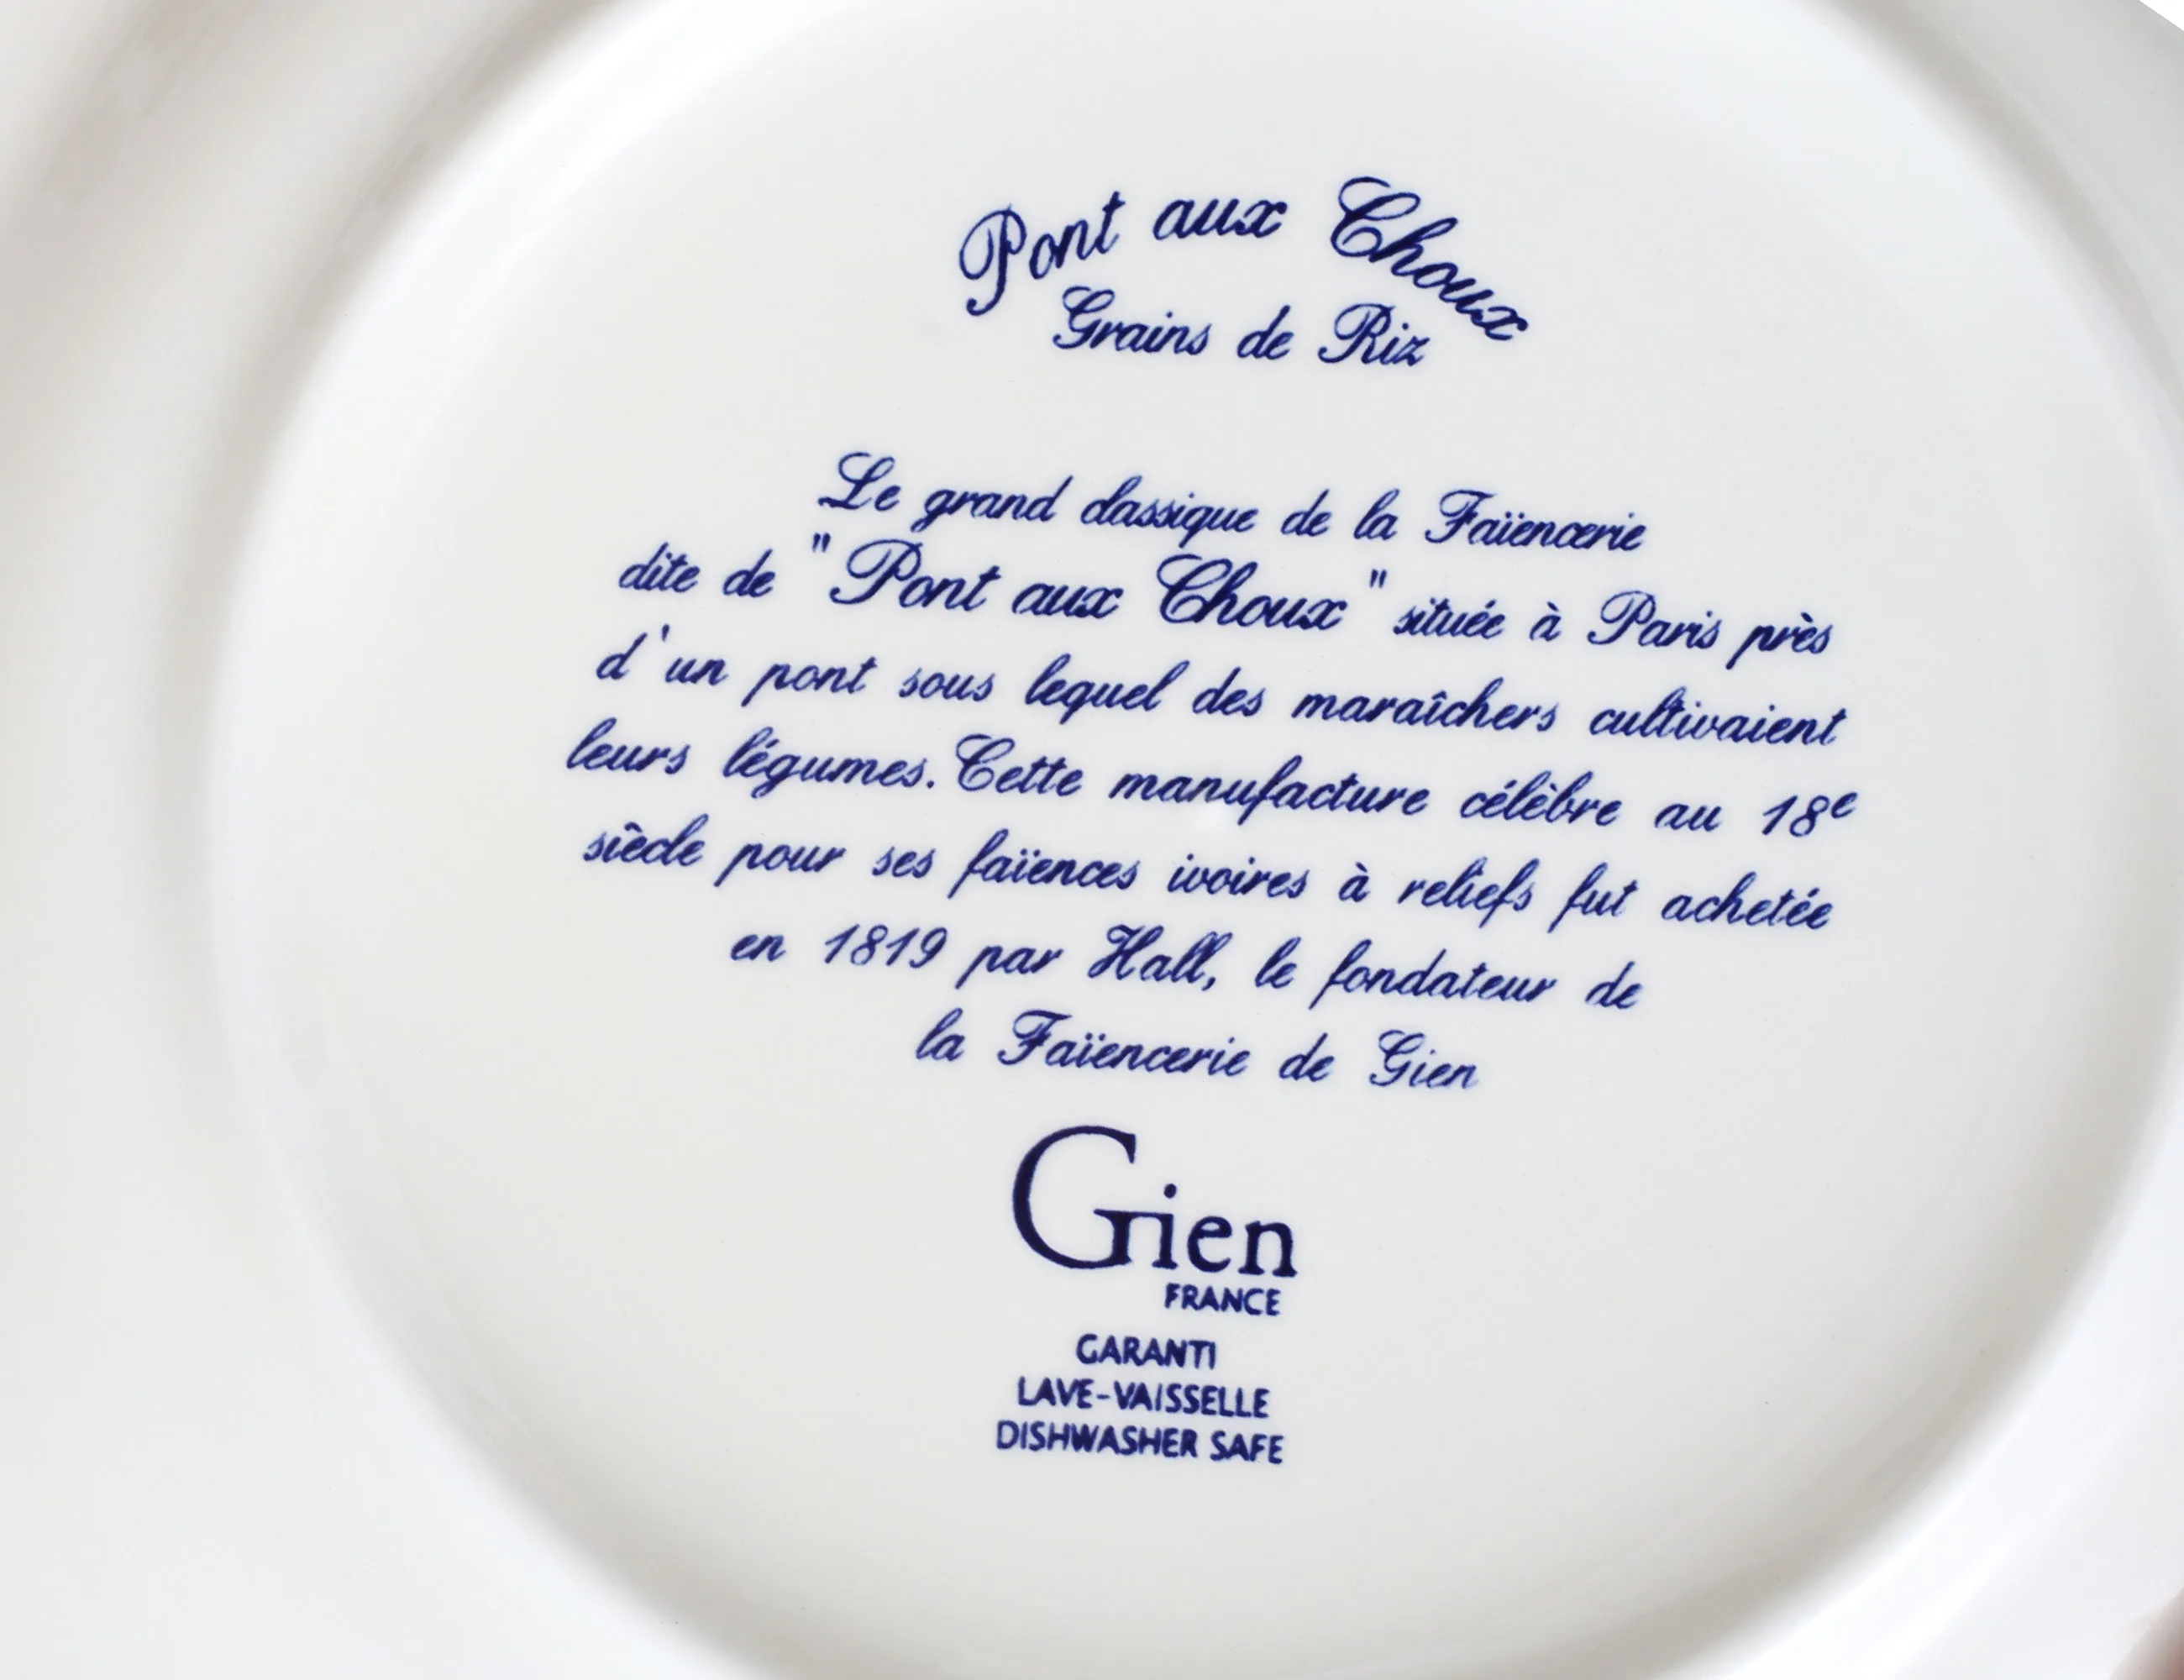 Pont aux Choux
Grains de Riz
Le grand classique de la Faïencerie
dite de "Pont aux Choux" située à Paris près
d'un pont sous lequel des maraîchers cultivaient
leurs légumes. Cette manufacture célèbre au 18e
siècle pour ses faïences ivoires à reliefs fut achetée
en 1819 par Hall, le fondateur de
la Faïencerie de Gien
Gien
FRANCE
GARANTI
LAVE-VAISSELLE
DISHWASHER SAFE